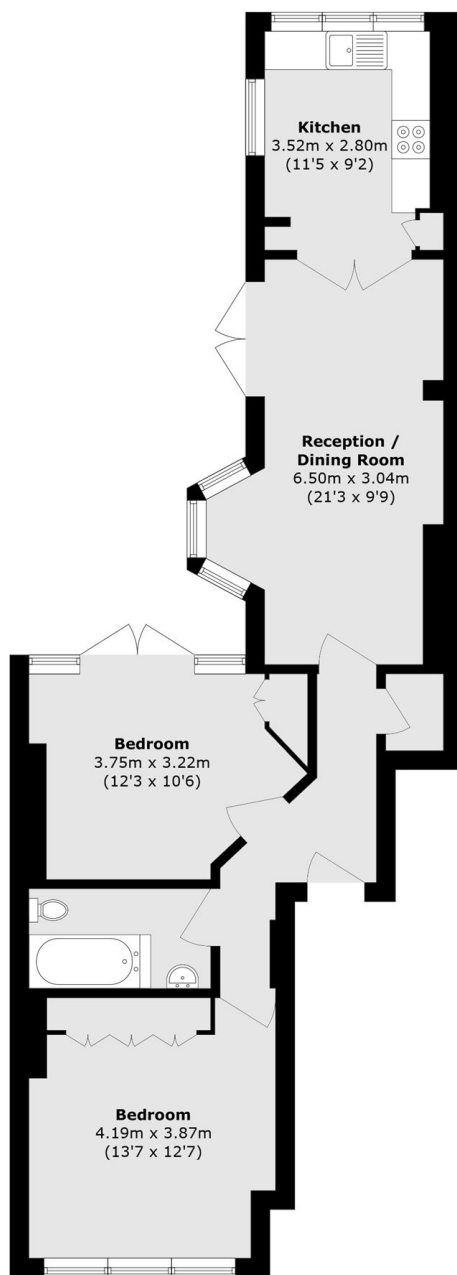 Kitchen
3.52m x 2.80m
(11'5 x 9'2)
Reception /
Dining Room
6.50m x 3.04m
(21'3 x 9'9)
Bedroom
3.75m x 3.22m
(12'3 x 10'6)
Bedroom
4.19m x 3.87m
(13'7 x 12'7)